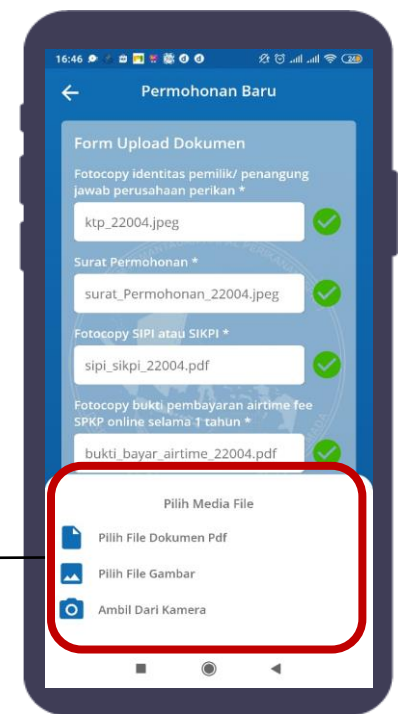 16:46
Permohonan Baru
Form Upload Dokumen
Fotocopy identitas pemilik/ penangung
jawab perusahaan perikan *
ktp_22004.jpeg
Surat Permohonan *
surat_Permohonan_22004.jpeg
Fotocopy SIPI atau SIKPI *
sipi_sikpi_22004.pdf
Fotocopy bukti pembayaran airtime fee
SPKP online selama 1 tahun *
bukti_bayar_airtime_22004.pdf
Pilih Media File
Pilih File Dokumen Pdf
Pilih File Gambar
Ambil Dari Kamera